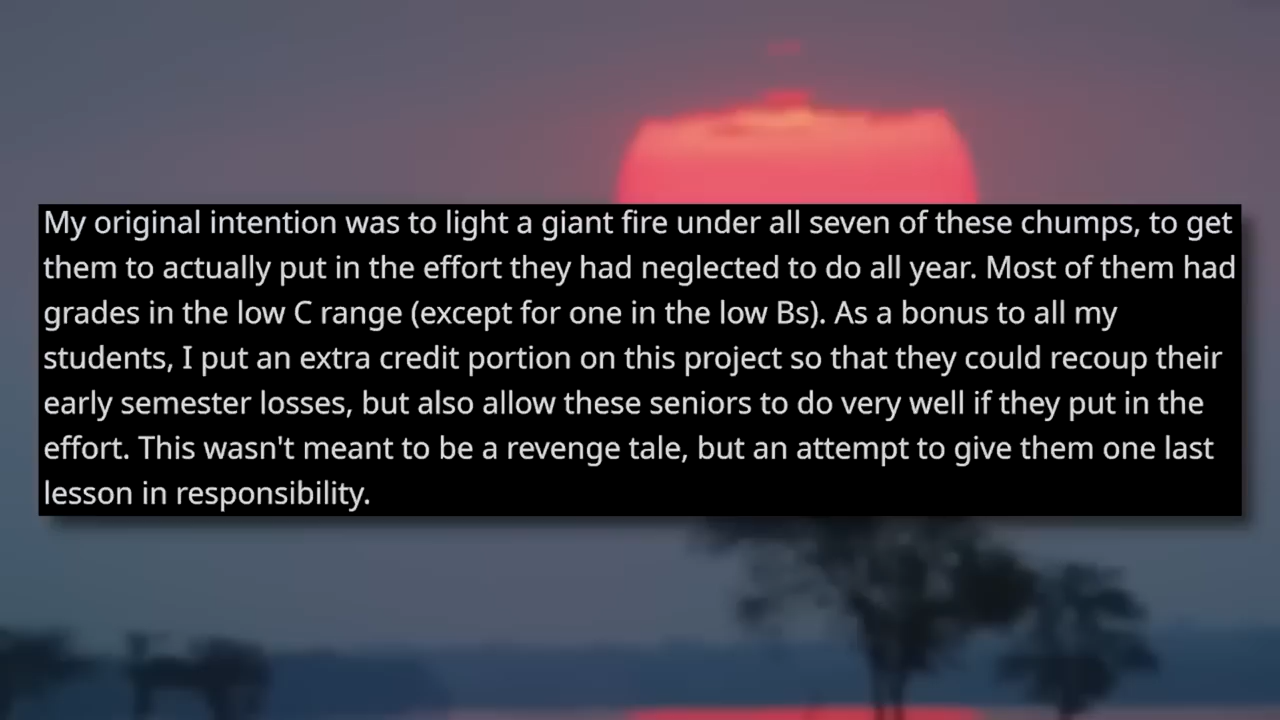 My original intention was to light a giant fire under all seven of these chumps, to get
them to actually put in the effort they had neglected to do all year. Most of them had
grades in the low C range (except for one in the low Bs). As a bonus to all my
students, I put an extra credit portion on this project so that they could recoup their
early semester losses, but also allow these seniors to do very well if they put in the
effort. This wasn't meant to be a revenge tale, but an attempt to give them one last
lesson in responsibility.